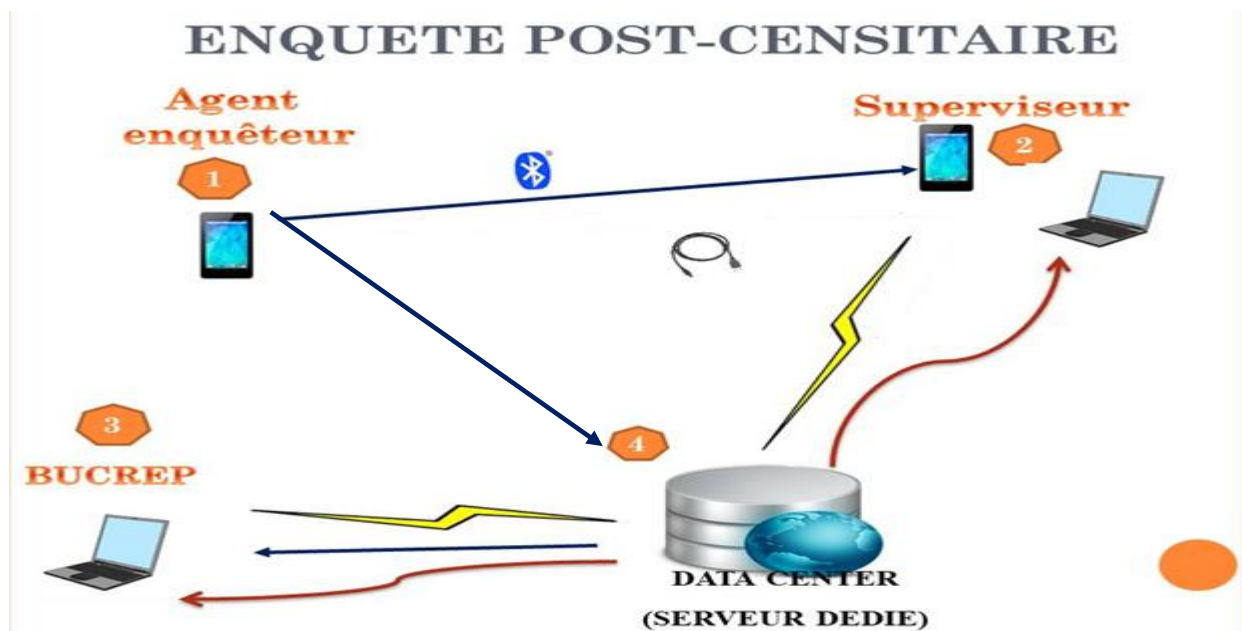 ENQUETE POST-CENSITAIRE
Agent
enquêteur
1
Superviseur
2
3
BUCREP
4
DATA CENTER
(SERVEUR DEDIE)